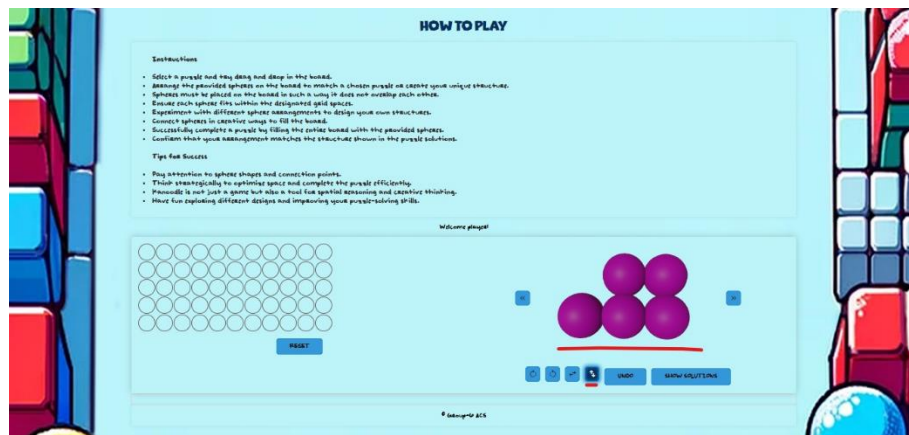 HOW TO PLAY
Instructions
• Select a puzzle and try drag and drop in the board.
• Arrange the provided spheres on the board to match a chosen puzzle or create your unique structure.
• Spheres must be placed on the board in such a way it does not overlap each other.
• Ensure each sphere fits within the designated grid spaces.
• Experiment with different sphere arrangements to design your own structures.
• Connect spheres in creative ways to fill the board.
• Successfully complete a puzzle by filling the entire board with the provided spheres.
• Confirm that your arrangement matches the structure shown in the puzzle solutions.
Tips for Success
• Pay attention to sphere shapes and connection points.
• Think strategically to optimize space and complete the puzzle efficiently.
• Kanoodle is not just a game but also a tool for spatial reasoning and creative thinking.
• Have fun exploring different designs and improving your puzzle-solving skills.
Welcome player!
RESET
UNDO
SHOW SOLUTIONS